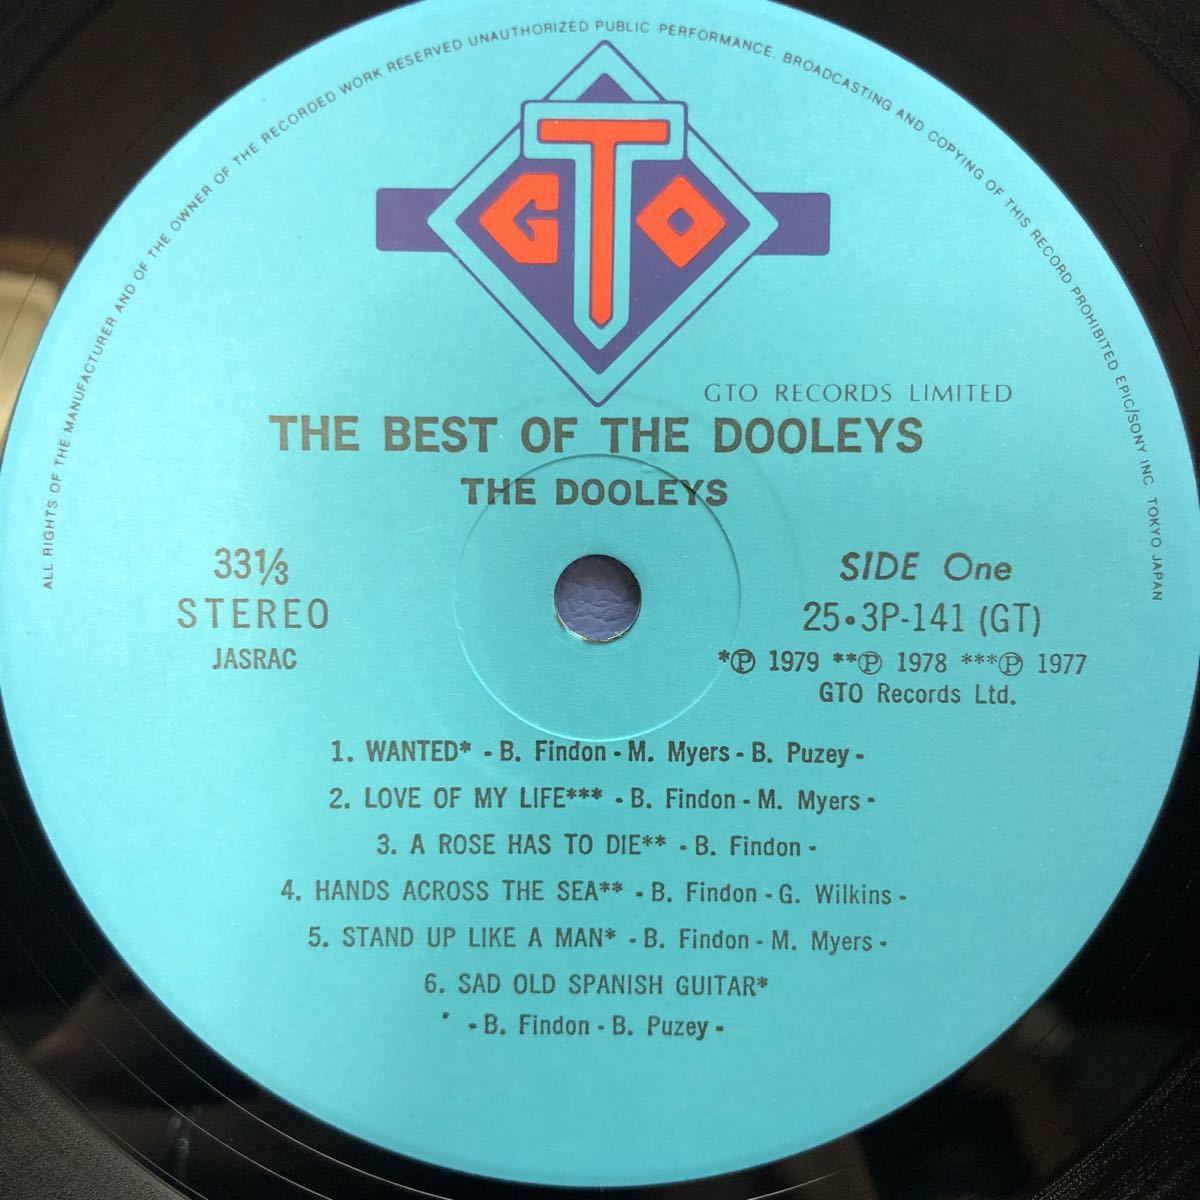 ALL RIGHTS OF THE MANUFACTURER AND OF THE OWNER OF THE RECORDED WORK RESERVED UNAUTHORIZED PUBLIC PERFORMANCE. BROADCASTING AND COPYING OF THIS RECORD PROHIBITED EPIC/SONY INC. TOKYO JAPAN
GTO
GTO RECORDS LIMITED
THE BEST OF THE DOOLEYS
THE DOOLEYS
33⅓
STEREO
JASRAC
SIDE One
25•3P-141 (GT)
*Ⓟ 1979 **Ⓟ 1978 ***Ⓟ 1977
GTO Records Ltd.
1. WANTED* - B. Findon - M. Myers - B. Puzey -
2. LOVE OF MY LIFE*** - B. Findon - M. Myers -
3. A ROSE HAS TO DIE** - B. Findon -
4. HANDS ACROSS THE SEA** - B. Findon - G. Wilkins -
5. STAND UP LIKE A MAN* - B. Findon - M. Myers -
6. SAD OLD SPANISH GUITAR*
- B. Findon - B. Puzey -